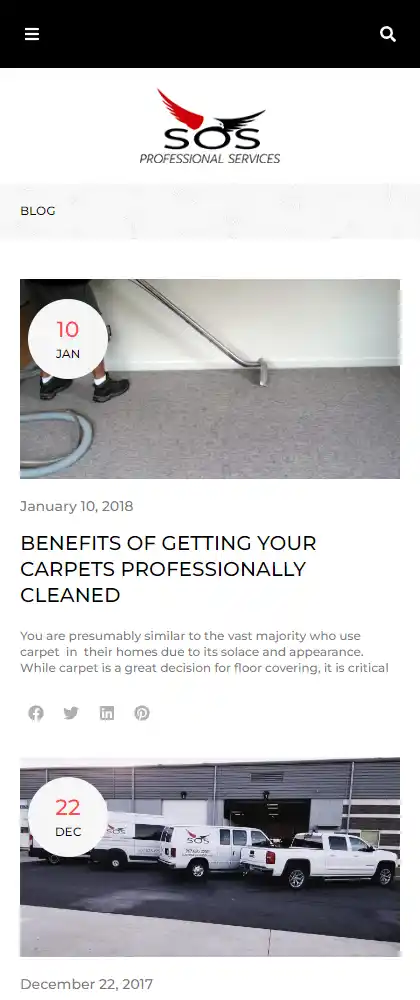 SOS
PROFESSIONAL SERVICES
BLOG
10
JAN
January 10, 2018
BENEFITS OF GETTING YOUR
CARPETS PROFESSIONALLY
CLEANED
You are presumably similar to the vast majority who use
carpet in their homes due to its solace and appearance.
While carpet is a great decision for floor covering, it is critical
22
DEC
SOS
SOS
December 22, 2017